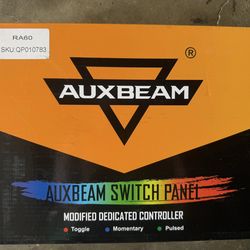 RA60
SKU:QP010783
®
AUXBEAM
AUXBEAM SWITCH PANEL
MODIFIED DEDICATED CONTROLLER
Toggle Momentary Pulsed